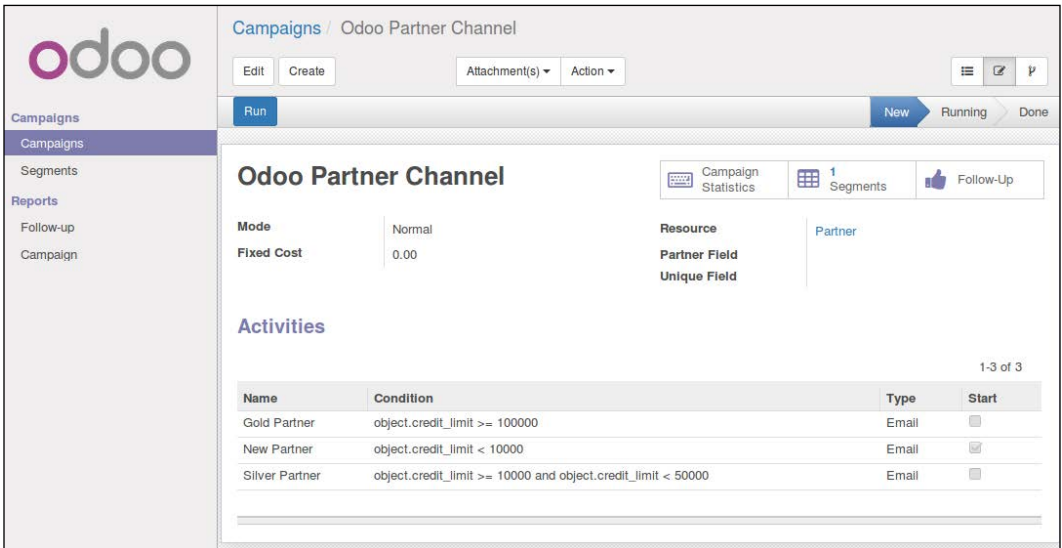 odoo
Campaigns / Odoo Partner Channel
Edit Create Attachment(s) Action
Run New Running Done
Campaigns
Campaigns
Segments
Reports
Follow-up
Campaign
Odoo Partner Channel
Campaign Statistics
1 Segments
Follow-Up
Mode Normal
Fixed Cost 0.00
Resource Partner
Partner Field
Unique Field
Activities
1-3 of 3
Name Condition Type Start
Gold Partner object.credit_limit >= 100000 Email
New Partner object.credit_limit < 10000 Email
Silver Partner object.credit_limit >= 10000 and object.credit_limit < 50000 Email